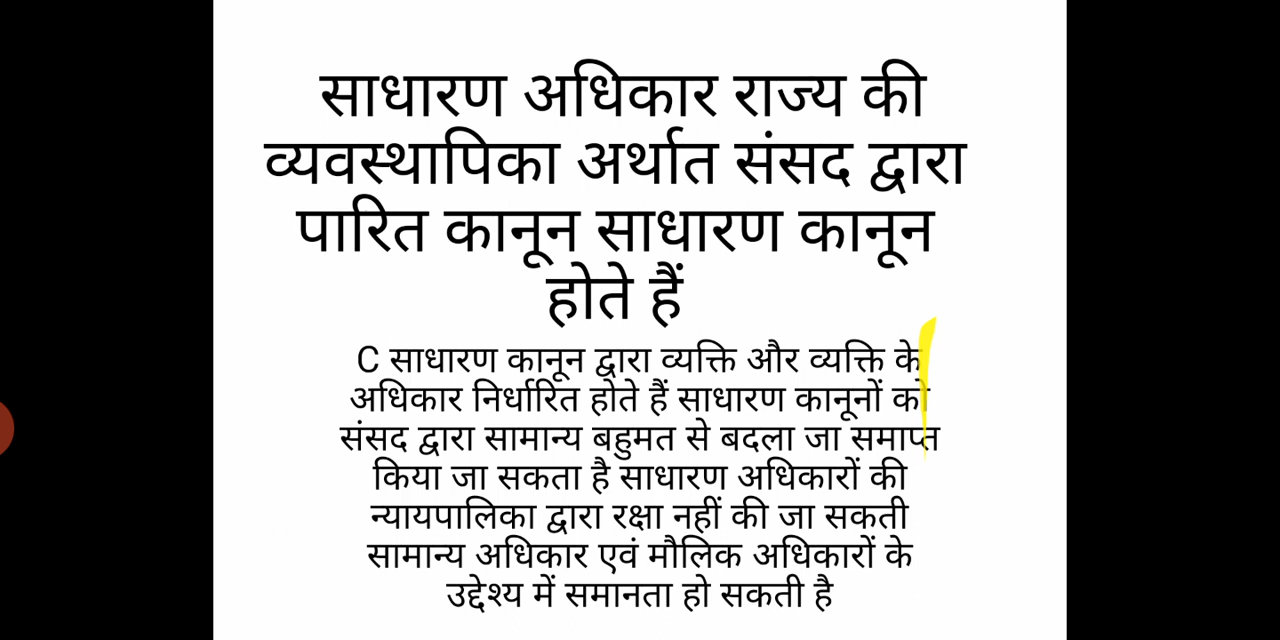 साधारण अधिकार राज्य की
व्यवस्थापिका अर्थात संसद द्वारा
पारित कानून साधारण कानून
होते हैं
C साधारण कानून द्वारा व्यक्ति और व्यक्ति के
अधिकार निर्धारित होते हैं साधारण कानूनों को
संसद द्वारा सामान्य बहुमत से बदला जा समाप्त
किया जा सकता है साधारण अधिकारों की
न्यायपालिका द्वारा रक्षा नहीं की जा सकती
सामान्य अधिकार एवं मौलिक अधिकारों के
उद्देश्य में समानता हो सकती है